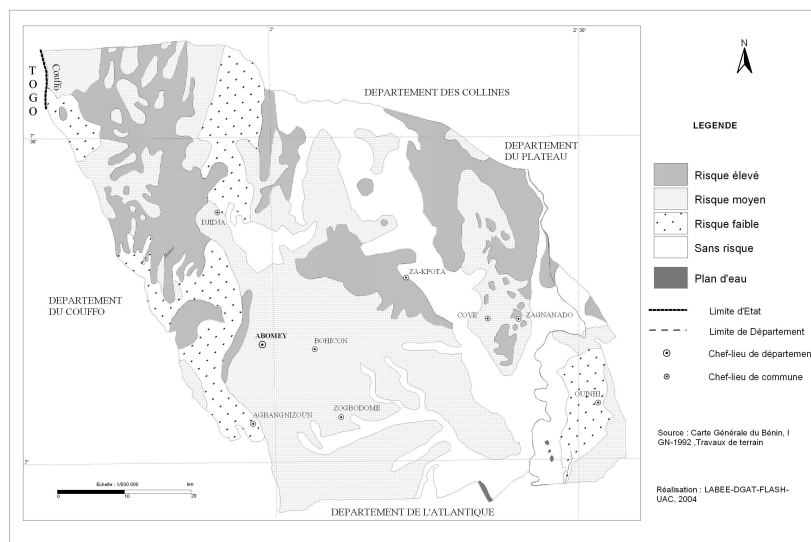 2°
2° 30'
N
TOGO
Couffo
DEPARTEMENT DES COLLINES
7°
30'
DEPARTEMENT
DU PLATEAU
DJIDJA
ZA-KPOTA
DEPARTEMENT
DU COUFFO
COVE
ZAGNANADO
ABOMEY
BOHICON
OUINHI
AGBANGNIZOUN
ZOGBODOME
7°
Echelle : 1/500 000
km
0
10
20
DEPARTEMENT DE L'ATLANTIQUE
LEGENDE
Risque élevé
Risque moyen
Risque faible
Sans risque
Plan d'eau
Limite d'Etat
Limite de Département
Chef-lieu de département
Chef-lieu de commune
Source : Carte Générale du Bénin, I
GN-1992 ,Travaux de terrain
Réalisation : LABEE-DGAT-FLASH-
UAC, 2004